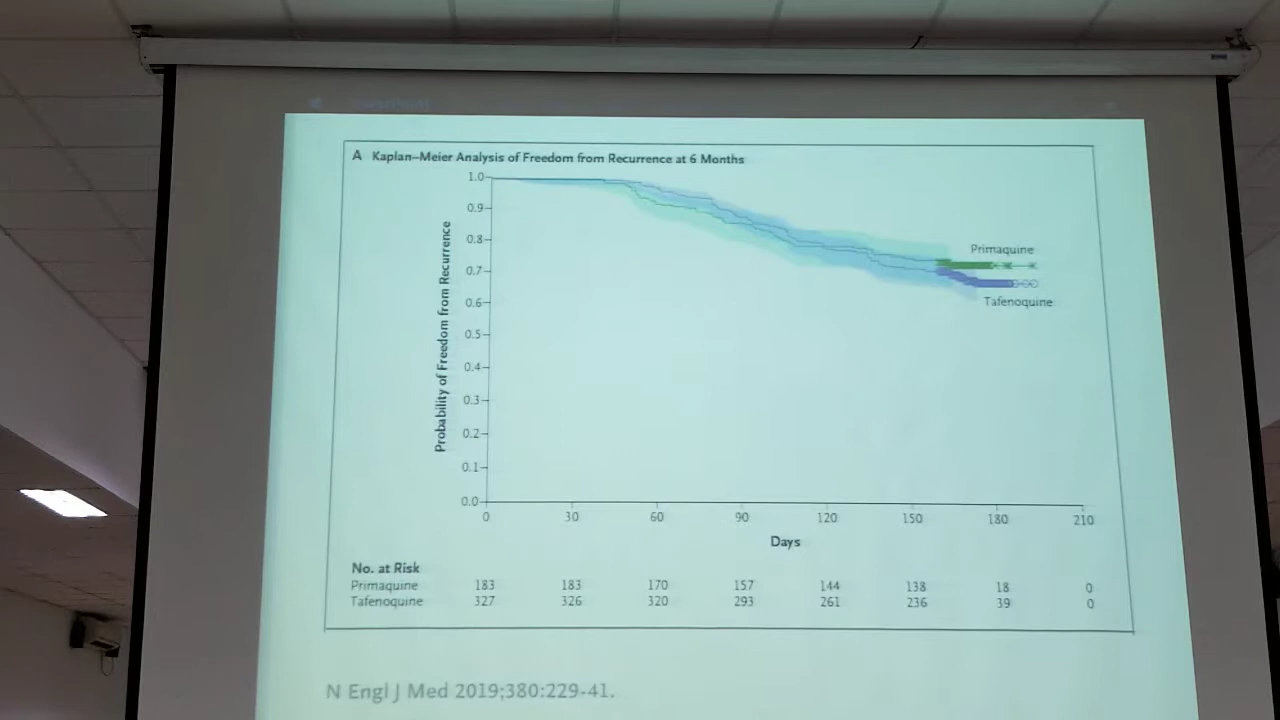 A Kaplan–Meier Analysis of Freedom from Recurrence at 6 Months
1.0
0.9
0.8
0.7
0.6
0.5
0.4
0.3
0.2
0.1
0.0
Probability of Freedom from Recurrence
Primaquine
Tafenoquine
0 30 60 90 120 150 180 210
Days
No. at Risk
Primaquine 183 183 170 157 144 138 18 0
Tafenoquine 327 326 320 293 261 236 39 0
N Engl J Med 2019;380:229-41.